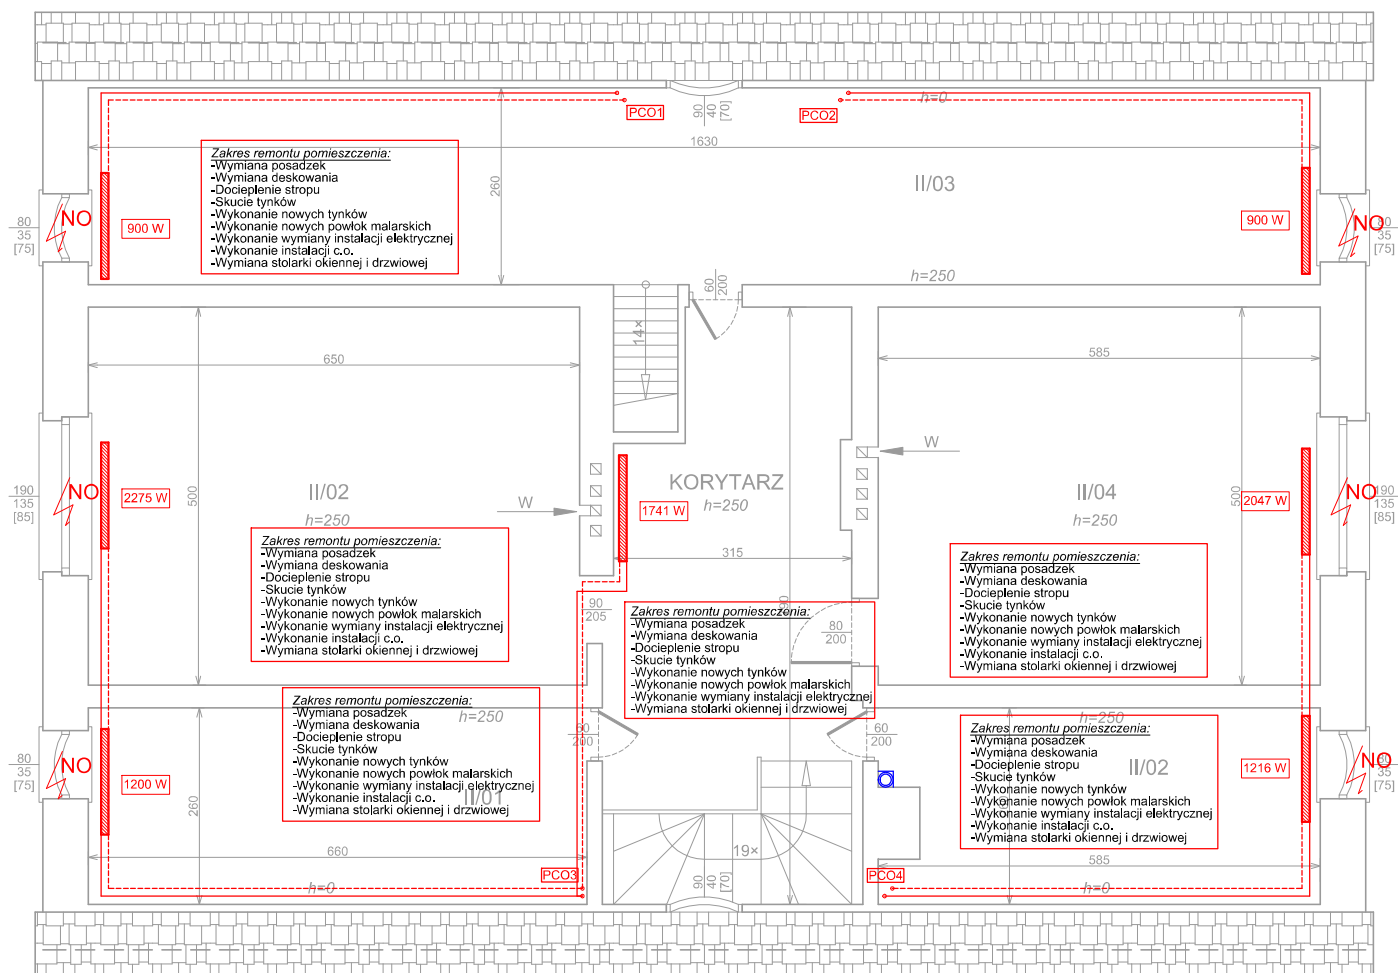 PCO1
90
40
[70]
PCO2
h=0
1630
Zakres remontu pomieszczenia:
-Wymiana posadzek
-Wymiana deskowania
-Docieplenie stropu
-Skucie tynków
-Wykonanie nowych tynków
-Wykonanie nowych powłok malarskich
-Wykonanie wymiany instalacji elektrycznej
-Wykonanie instalacji c.o.
-Wymiana stolarki okiennej i drzwiowej
260
II/03
80
35
[75]
NO
900 W
900 W
NO
80
35
[75]
h=250
60
200
14×
650
585
500
500
190
135
[85]
NO
2275 W
II/02
h=250
W
1741 W
KORYTARZ
h=250
315
W
II/04
h=250
2047 W
NO
190
135
[85]
Zakres remontu pomieszczenia:
-Wymiana posadzek
-Wymiana deskowania
-Docieplenie stropu
-Skucie tynków
-Wykonanie nowych tynków
-Wykonanie nowych powłok malarskich
-Wykonanie wymiany instalacji elektrycznej
-Wykonanie instalacji c.o.
-Wymiana stolarki okiennej i drzwiowej
90
205
Zakres remontu pomieszczenia:
-Wymiana posadzek
-Wymiana deskowania
-Docieplenie stropu
-Skucie tynków
-Wykonanie nowych tynków
-Wykonanie nowych powłok malarskich
-Wykonanie wymiany instalacji elektrycznej
-Wymiana stolarki okiennej i drzwiowej
80
200
Zakres remontu pomieszczenia:
-Wymiana posadzek
-Wymiana deskowania
-Docieplenie stropu
-Skucie tynków
-Wykonanie nowych tynków
-Wykonanie nowych powłok malarskich
-Wykonanie wymiany instalacji elektrycznej
-Wykonanie instalacji c.o.
-Wymiana stolarki okiennej i drzwiowej
80
35
[75]
NO
1200 W
260
Zakres remontu pomieszczenia:
-Wymiana posadzek
-Wymiana deskowania
-Docieplenie stropu
-Skucie tynków
-Wykonanie nowych tynków
-Wykonanie nowych powłok malarskich
-Wykonanie wymiany instalacji elektrycznej
-Wykonanie instalacji c.o.
-Wymiana stolarki okiennej i drzwiowej
h=250
II/01
60
200
60
200
h=250
Zakres remontu pomieszczenia:
-Wymiana posadzek
-Wymiana deskowania
-Docieplenie stropu
-Skucie tynków
-Wykonanie nowych tynków
-Wykonanie nowych powłok malarskich
-Wykonanie wymiany instalacji elektrycznej
-Wykonanie instalacji c.o.
-Wymiana stolarki okiennej i drzwiowej
II/02
1216 W
NO
35
[75]
660
19×
585
PCO3
h=0
90
40
[70]
PCO4
h=0